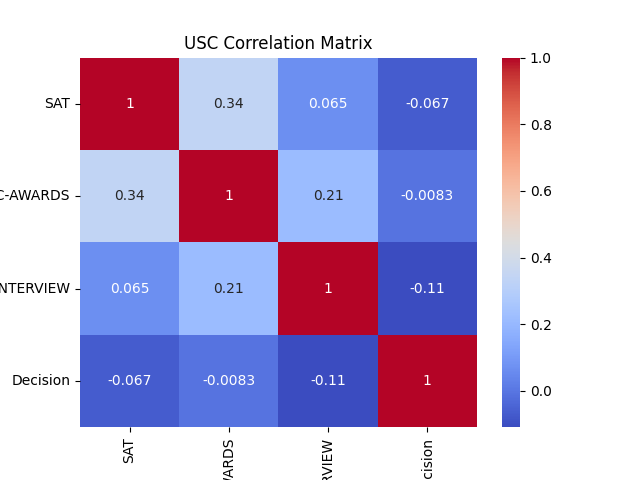 USC Correlation Matrix
SAT 1 0.34 0.065 -0.067
C-AWARDS 0.34 1 0.21 -0.0083
NTERVIEW 0.065 0.21 1 -0.11
Decision -0.067 -0.0083 -0.11 1
SAT
WARDS
RVIEW
cision
1.0
0.8
0.6
0.4
0.2
0.0